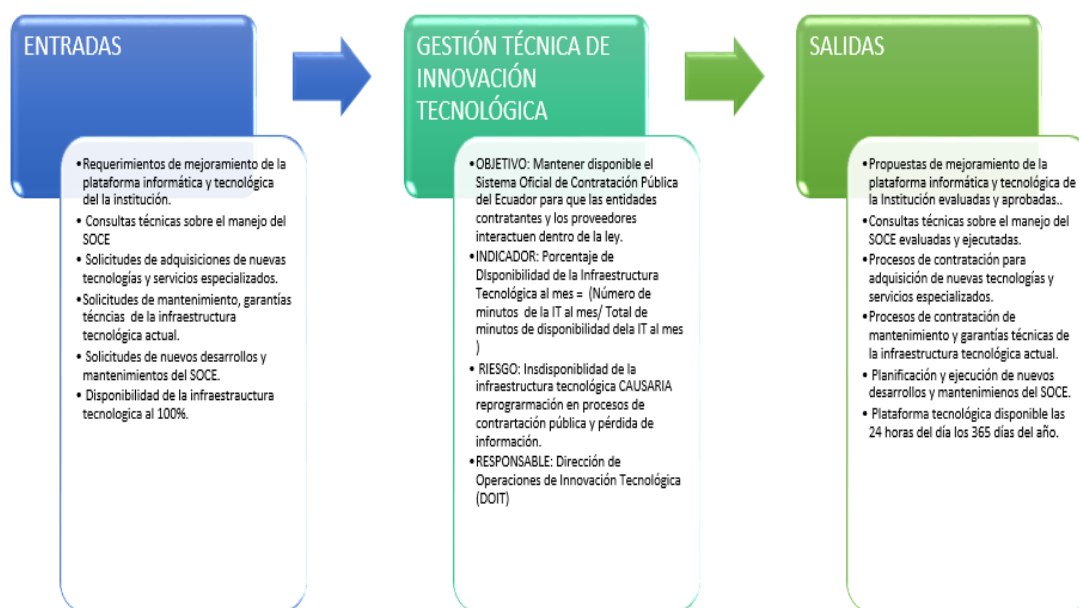 ENTRADAS
•Requerimientos de mejoramiento de la
plataforma informática y tecnológica
del la institución.
• Consultas técnicas sobre el manejo del
SOCE
• Solicitudes de adquisiciones de nuevas
tecnologías y servicios especializados.
•Solicitudes de mantenimiento, garantías
técncias de la infraestructura
tecnológica actual.
• Solicitudes de nuevos desarrollos y
mantenimientos del SOCE.
• Disponibilidad de la infraestrauctura
tecnologica al 100%.
GESTIÓN TÉCNICA DE
INNOVACIÓN
TECNOLÓGICA
•OBJETIVO: Mantener disponible el
Sistema Oficial de Contratación Pública
del Ecuador para que las entidades
contratantes y los proveedores
interactuen dentro de la ley.
•INDICADOR: Porcentaje de
DIsponibilidad de la Infraestructura
Tecnológica al mes = (Número de
minutos de la IT al mes/ Total de
minutos de disponibilidad dela IT al mes
)
• RIESGO: Insdisponiblidad de la
infraestructura tecnológica CAUSARIA
reprograrmación en procesos de
contrartación pública y pérdida de
información.
•RESPONSABLE: Dirección de
Operaciones de Innovación Tecnológica
(DOIT)
SALIDAS
•Propuestas de mejoramiento de la
plataforma informática y tecnológica de
la Institución evaluadas y aprobadas..
•Consultas técnicas sobre el manejo del
SOCE evaluadas y ejecutadas.
•Procesos de contratación para
adquisición de nuevas tecnologías y
servicios especializados.
•Procesos de contratación de
mantenimiento y garantías técnicas de
la infraestructura tecnológica actual.
•Planificación y ejecución de nuevos
desarrollos y mantenimienos del SOCE.
• Plataforma tecnológica disponible las
24 horas del día los 365 días del año.